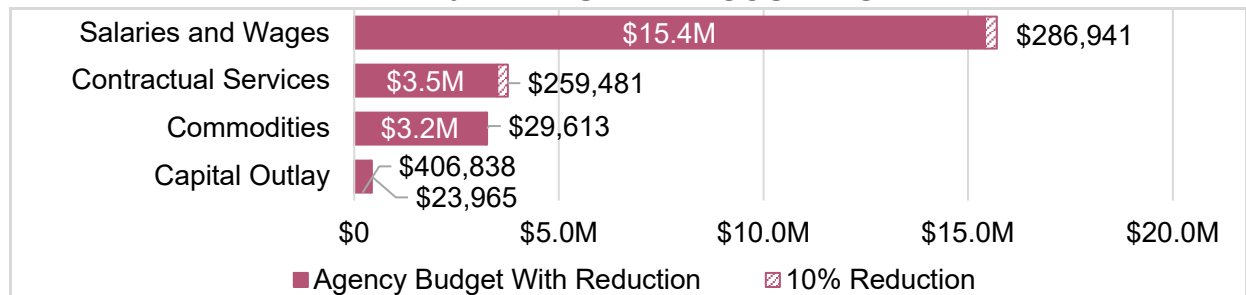 Salaries and Wages $15.4M $286,941
Contractual Services $3.5M $259,481
Commodities $3.2M $29,613
Capital Outlay $406,838
$23,965
$0 $5.0M $10.0M $15.0M $20.0M
Agency Budget With Reduction 10% Reduction